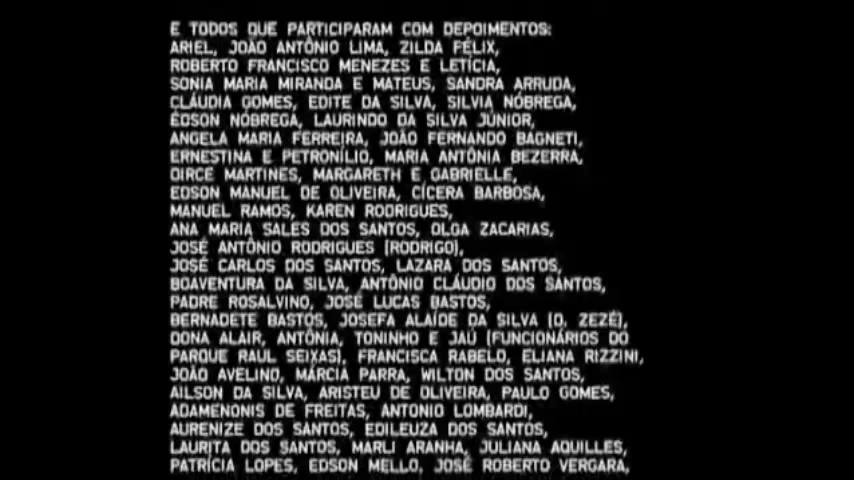 E TODOS QUE PARTICIPARAM COM DEPOIMENTOS:
ARIEL, JOÃO ANTÔNIO LIMA, ZILDA FÉLIX,
ROBERTO FRANCISCO MENEZES E LETÍCIA,
SONIA MARIA MIRANDA E MATEUS, SANDRA ARRUDA,
CLÁUDIA GOMES, EDITE DA SILVA, SILVIA NÓBREGA,
ÉDSON NÓBREGA, LAURINDO DA SILVA JÚNIOR,
ANGELA MARIA FERREIRA, JOÃO FERNANDO BAGNETI,
ERNESTINA E PETRONÍLIO, MARIA ANTÔNIA BEZERRA,
DIRCE MARTINES, MARGARETH E GABRIELLE,
EDSON MANUEL DE OLIVEIRA, CÍCERA BARBOSA,
MANUEL RAMOS, KAREN RODRIGUES,
ANA MARIA SALES DOS SANTOS, OLGA ZACARIAS,
JOSÉ ANTÔNIO RODRIGUES (RODRIGO),
JOSÉ CARLOS DOS SANTOS, LAZARA DOS SANTOS,
BOAVENTURA DA SILVA, ANTÔNIO CLÁUDIO DOS SANTOS,
PADRE ROSALVINO, JOSÉ LUCAS BASTOS,
BERNADETE BASTOS, JOSEFA ALAÍDE DA SILVA (D. ZEZÉ),
DONA ALAIR, ANTÔNIA, TONINHO E JAÚ (FUNCIONÁRIOS DO
PARQUE RAUL SEIXAS), FRANCISCA RABELO, ELIANA RIZZINI,
JOÃO AVELINO, MÁRCIA PARRA, WILTON DOS SANTOS,
AILSON DA SILVA, ARISTEU DE OLIVEIRA, PAULO GOMES,
ADAMENONIS DE FREITAS, ANTONIO LOMBARDI,
AURENIZE DOS SANTOS, EDILEUZA DOS SANTOS,
LAURITA DOS SANTOS, MARLI ARANHA, JULIANA AQUILLES,
PATRÍCIA LOPES, EDSON MELLO, JOSÉ ROBERTO VERGARA,